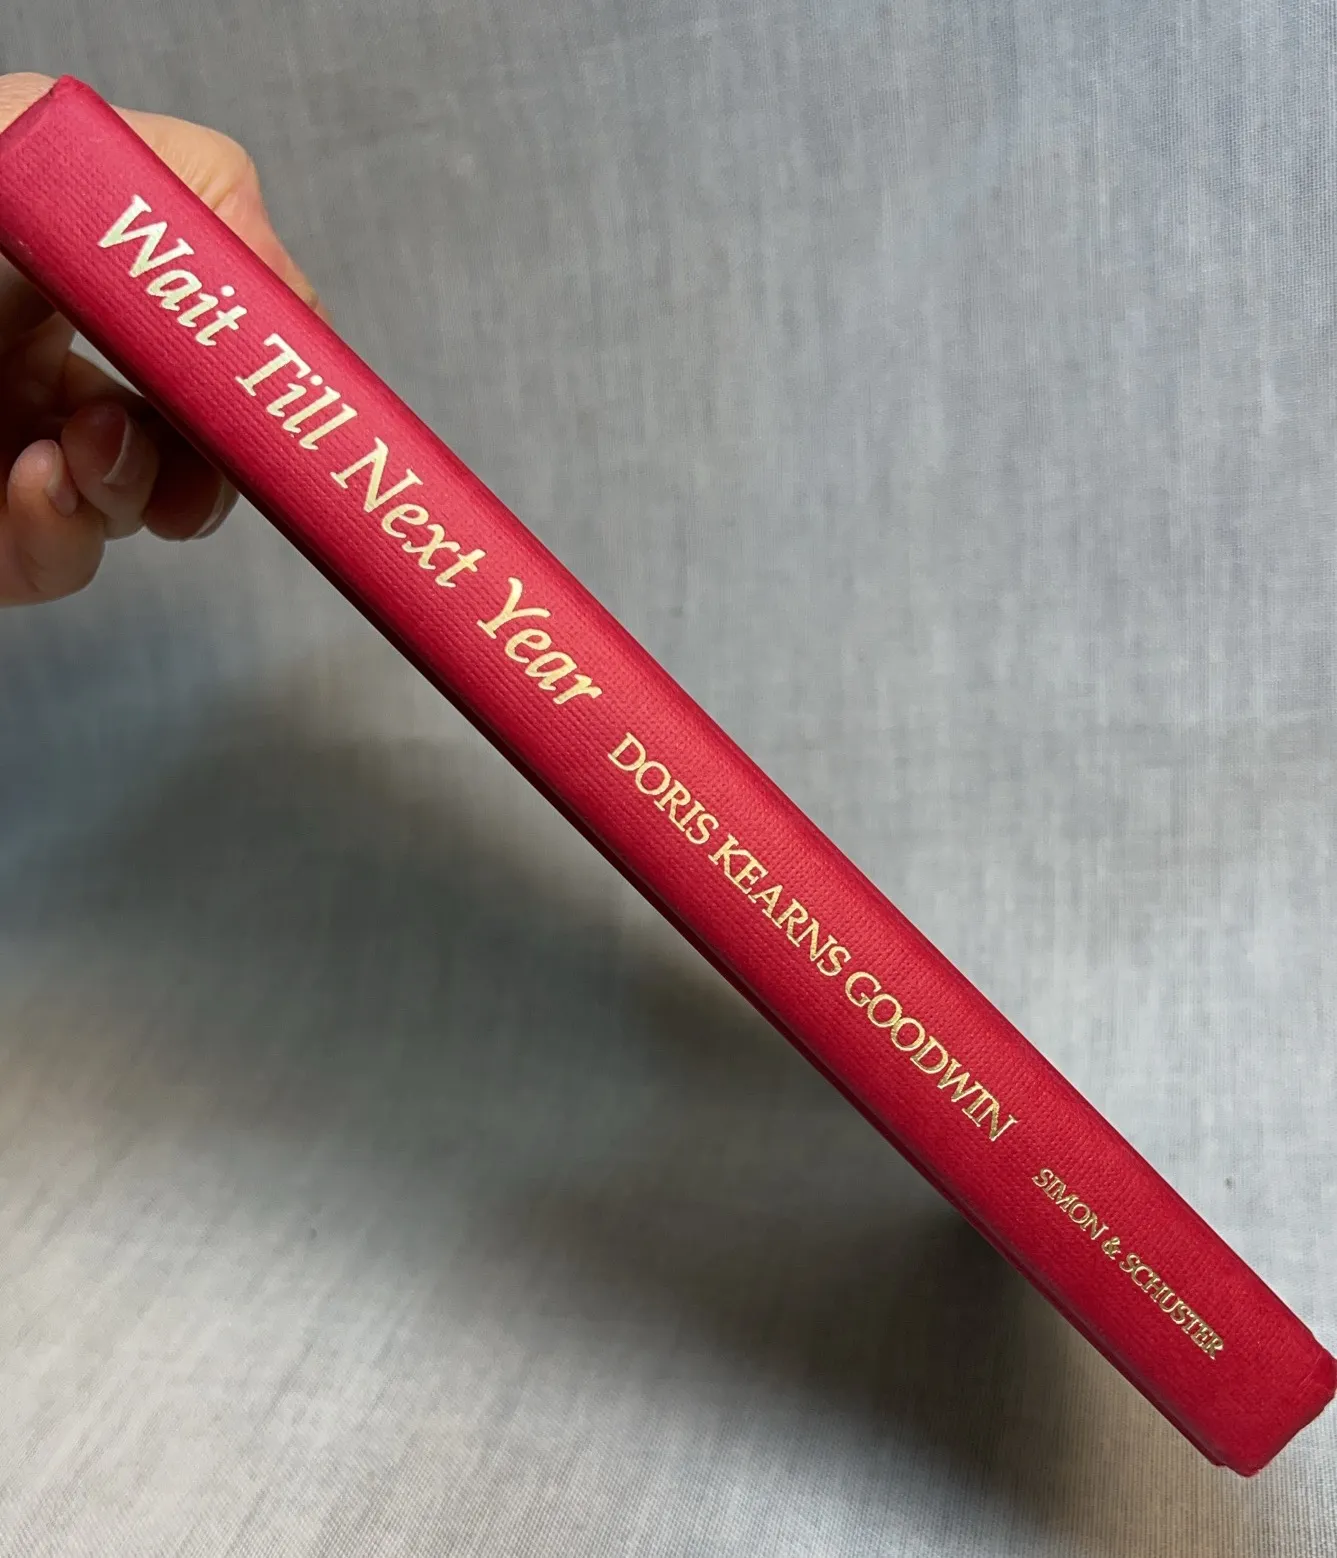 Wait Till Next Year
DORIS KEARNS GOODWIN
SIMON & SCHUSTER